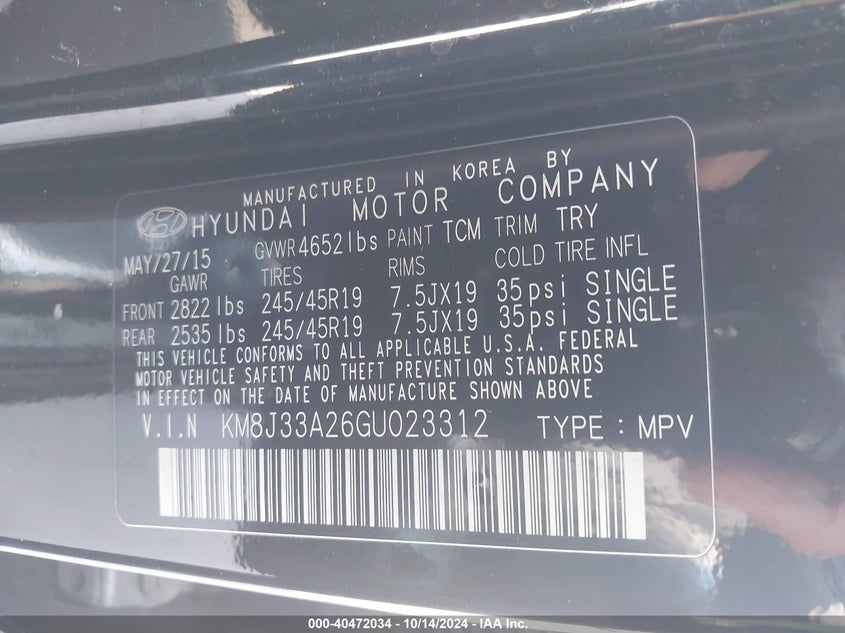 MANUFACTURED IN KOREA BY
HYUNDAI MOTOR COMPANY
MAY/27/15 GVWR 4652lbs PAINT TCM TRIM TRY
GAWR TIRES RIMS COLD TIRE INFL
FRONT 2822 lbs 245/45R19 7.5JX19 35psi SINGLE
REAR 2535 lbs 245/45R19 7.5JX19 35psi SINGLE
THIS VEHICLE CONFORMS TO ALL APPLICABLE U.S.A. FEDERAL
MOTOR VEHICLE SAFETY AND THEFT PREVENTION STANDARDS
IN EFFECT ON THE DATE OF MANUFACTURE SHOWN ABOVE
V.I.N KM8J33A26GU023312 TYPE : MPV
000-40472034 - 10/14/2024 - IAA Inc.